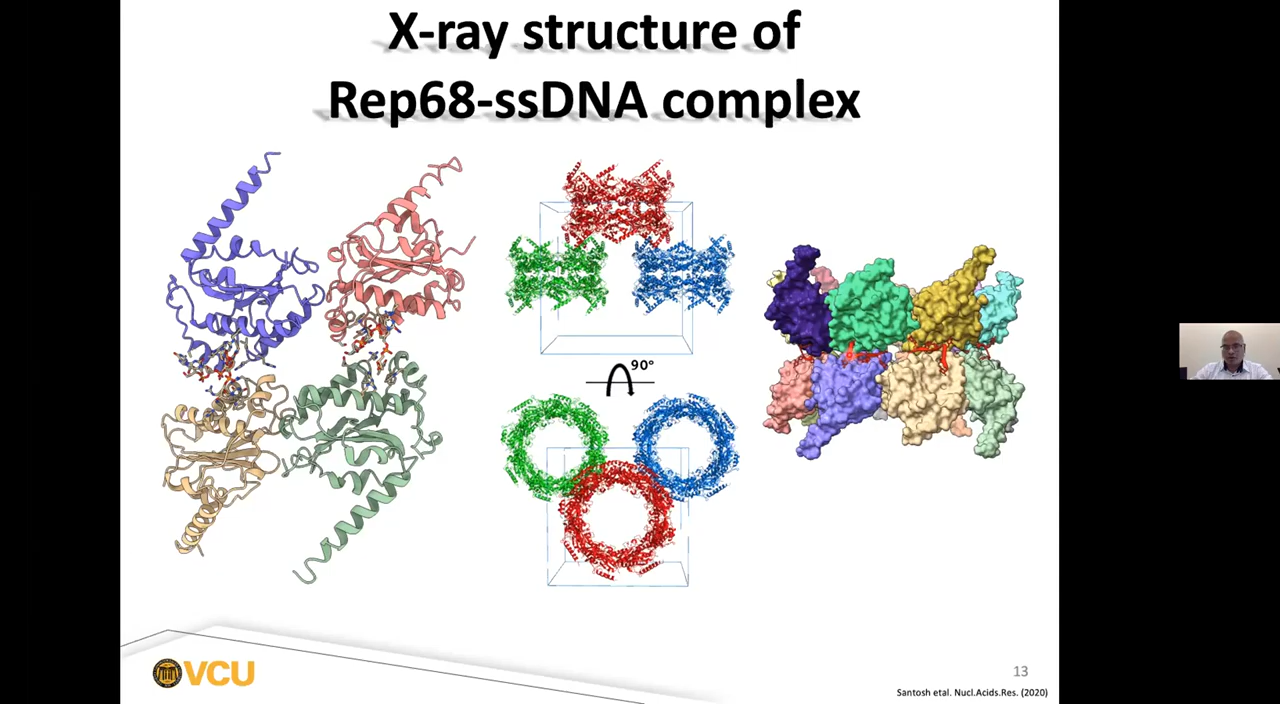 X-ray structure of
Rep68-ssDNA complex
90°
VCU
13
Santosh etal. Nucl.Acids.Res. (2020)